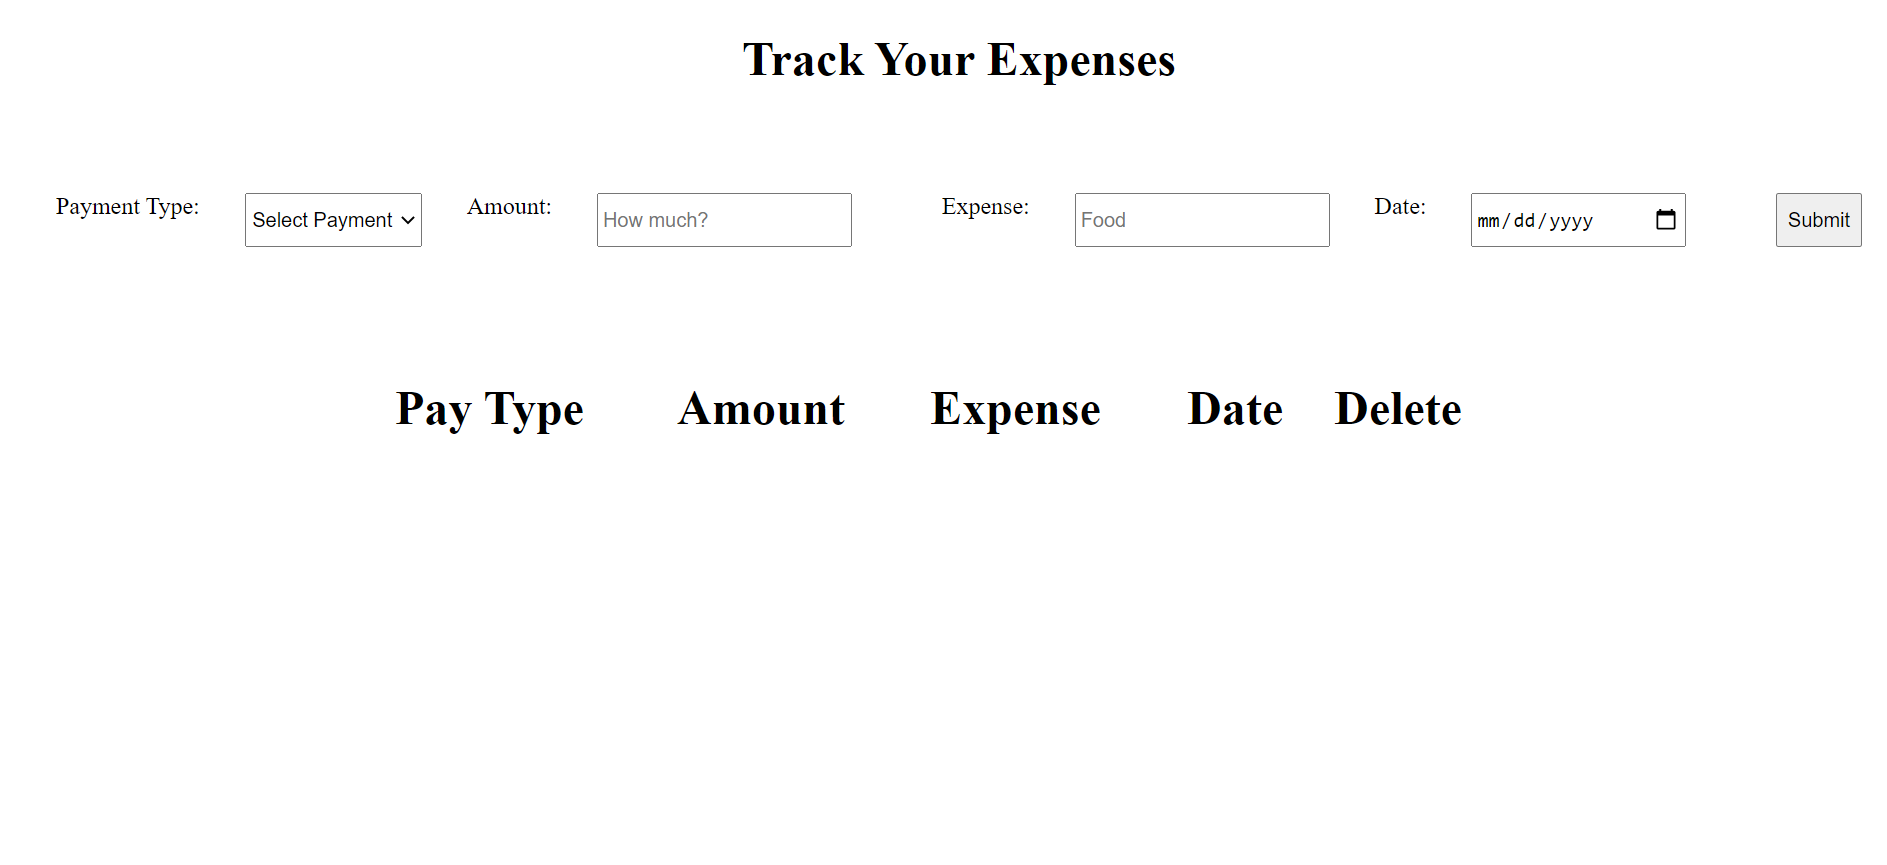 Track Your Expenses
Payment Type: Select Payment Amount: How much? Expense: Food Date: mm/dd/yyyy Submit
Pay Type Amount Expense Date Delete